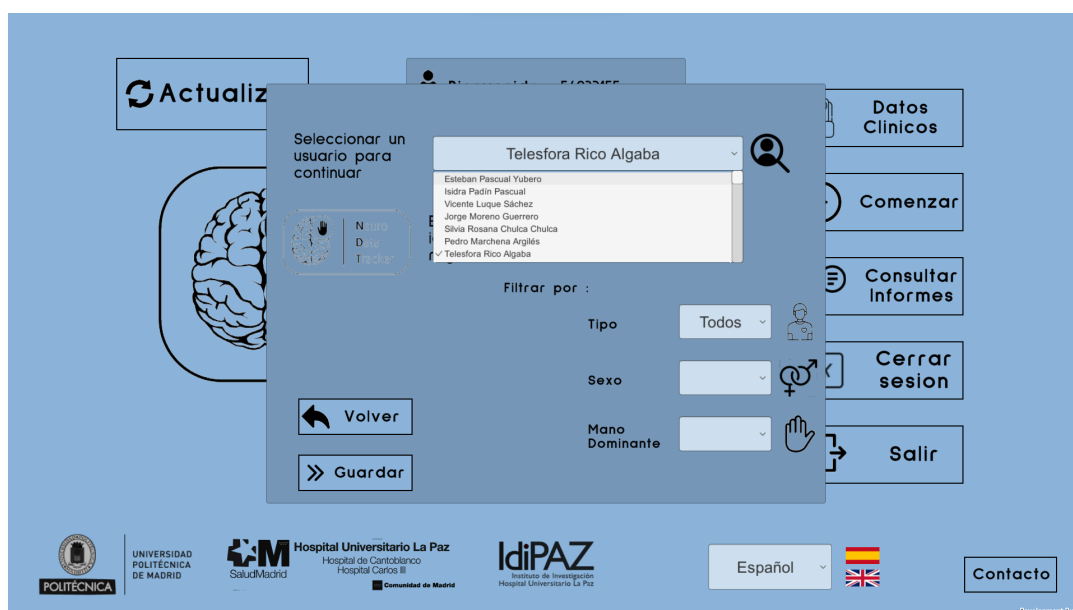 Actualiz
Datos
Clinicos
Seleccionar un
usuario para
continuar
Telesfora Rico Algaba
Esteban Pascual Yubero
Isidra Padín Pascual
Vicente Luque Sáchez
Jorge Moreno Guerrero
Silvia Rosana Chulca Chulca
Pedro Marchena Argilés
Telesfora Rico Algaba
Neuro
Data
Tracker
Comenzar
Filtrar por :
Tipo
Todos
Consultar
Informes
Sexo
Cerrar
sesion
Volver
Mano
Dominante
Guardar
Salir
POLITÉCNICA
UNIVERSIDAD
POLITÉCNICA
DE MADRID
SaludMadrid
Hospital Universitario La Paz
Hospital de Cantoblanco
Hospital Carlos III
Comunidad de Madrid
IdiPAZ
Instituto de Investigación
Hospital Universitario La Paz
Español
Contacto